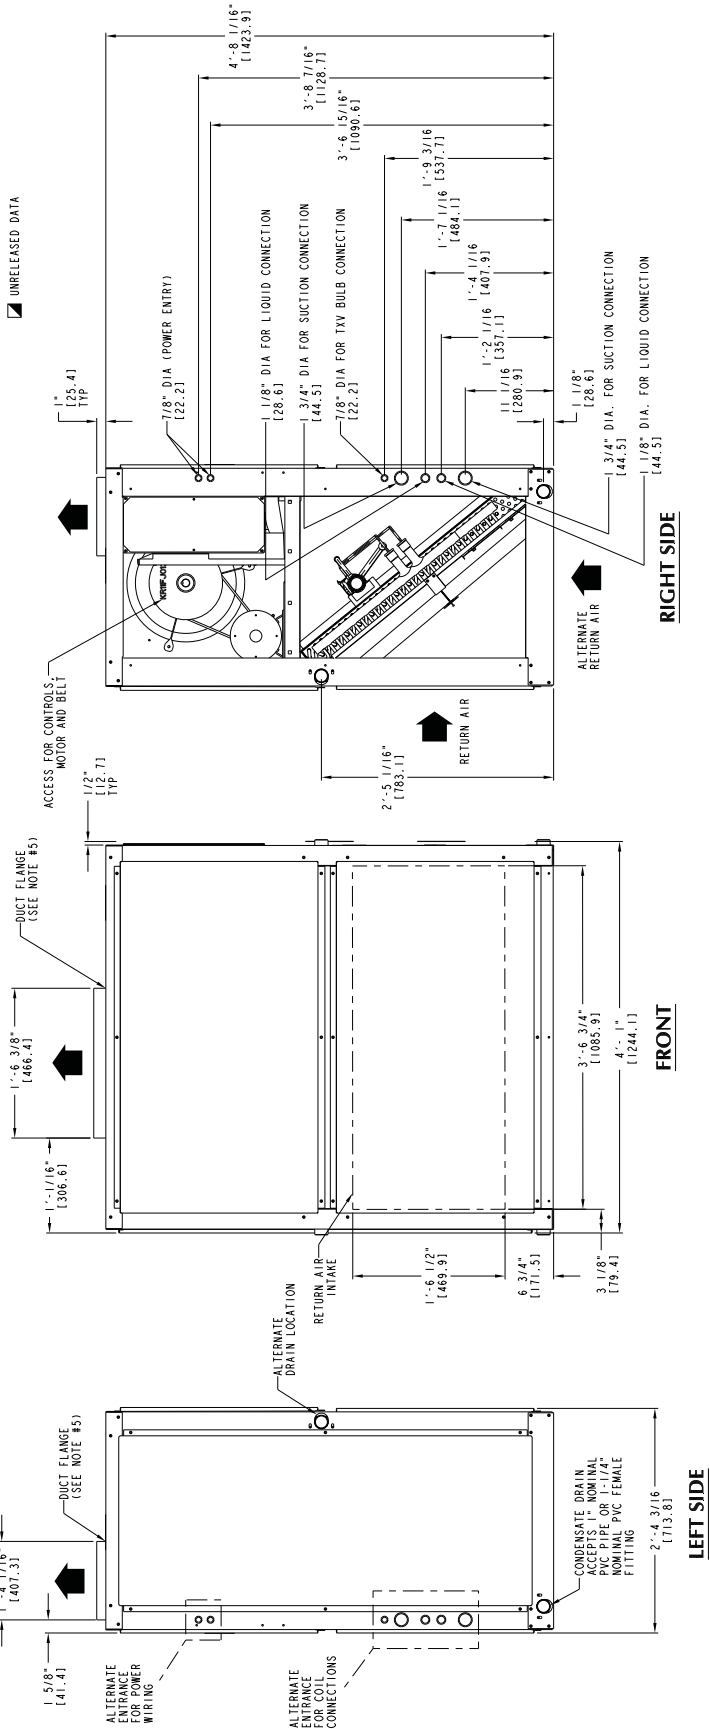 UNRELEASED DATA
4'-8 1/16"
[1423.9]
3'-8 7/16"
[1128.7]
3'-6 15/16"
[1090.6]
1'-9 3/16
[537.7]
1'-7 1/16
[484.1]
1'-4 1/16
[407.9]
1'-2 1/16
[357.1]
11 1/16
[280.9]
1 1/8"
[28.6]
1"
[25.4]
TYP
7/8" DIA (POWER ENTRY)
[22.2]
1 1/8" DIA FOR LIQUID CONNECTION
[28.6]
1 3/4" DIA FOR SUCTION CONNECTION
[44.5]
7/8" DIA FOR TXV BULB CONNECTION
[22.2]
1 3/4" DIA. FOR SUCTION CONNECTION
[44.5]
1 1/8" DIA. FOR LIQUID CONNECTION
[44.5]
ACCESS FOR CONTROLS,
MOTOR AND BELT
2'-5 1/16"
[783.1]
RETURN AIR
ALTERNATE
RETURN AIR
RIGHT SIDE
1/2"
[12.7]
TYP
DUCT FLANGE
(SEE NOTE #5)
1'-6 3/8"
[466.4]
1'-1/16"
[306.6]
RETURN AIR
INTAKE
1'-6 1/2"
[469.9]
6 3/4"
[171.5]
3 1/8"
[79.4]
3'-6 3/4"
[1085.9]
4'- 1"
[1244.1]
FRONT
ALTERNATE
DRAIN LOCATION
DUCT FLANGE
(SEE NOTE #5)
[407.3]
1 5/8"
[41.4]
ALTERNATE
ENTRANCE
FOR POWER
WIRING
ALTERNATE
ENTRANCE
FOR COIL
CONNECTIONS
CONDENSATE DRAIN
ACCEPTS 1" NOMINAL
PVC PIPE OR 1-1/4"
NOMINAL PVC FEMALE
FITTING
2'-4 3/16
[713.8]
LEFT SIDE